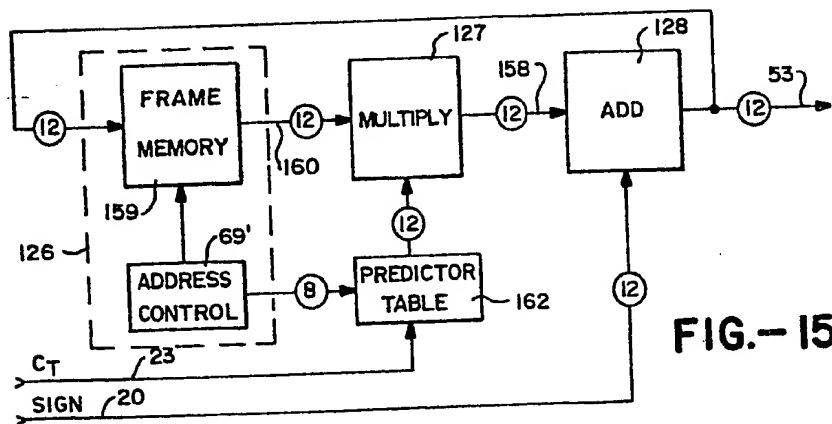 127
128
158
53
FRAME
MEMORY
MULTIPLY
ADD
12
12
12
12
160
159
126
69'
12
ADDRESS
CONTROL
8
PREDICTOR
TABLE
162
12
FIG.-15
CT
23
SIGN
20